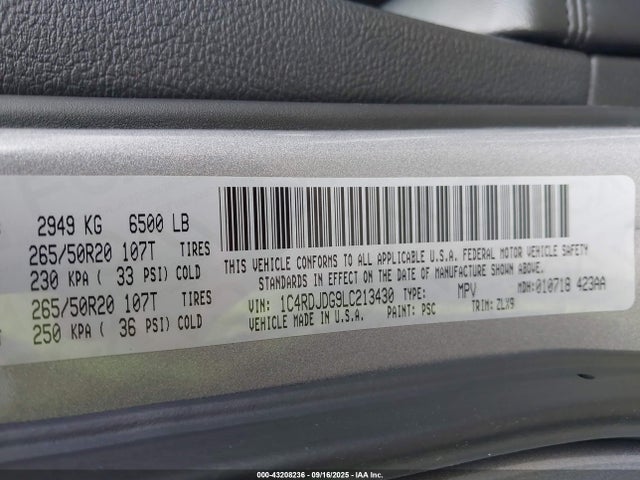 2949 KG 6500 LB
265/50R20 107T TIRES
230 KPA ( 33 PSI) COLD
265/50R20 107T TIRES
250 KPA ( 36 PSI) COLD
THIS VEHICLE CONFORMS TO ALL APPLICABLE U.S.A. FEDERAL MOTOR VEHICLE SAFETY
STANDARDS IN EFFECT ON THE DATE OF MANUFACTURE SHOWN ABOVE.
VIN: 1C4RDJDG9LC213430 TYPE: MPV MDH:010718 423AA
VEHICLE MADE IN U.S.A. PAINT: PSC TRIM: ZLX9
000-43208236 - 09/16/2025 - IAA Inc.